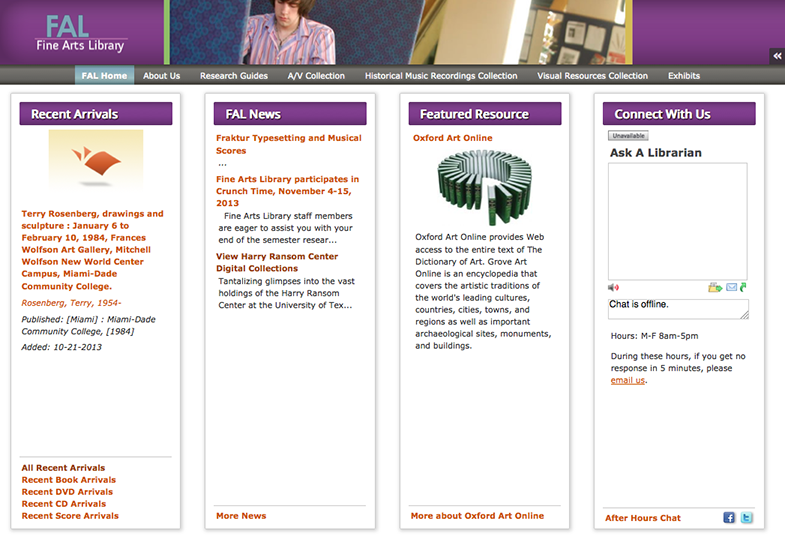 FAL
Fine Arts Library
FAL Home
About Us
Research Guides
A/V Collection
Historical Music Recordings Collection
Visual Resources Collection
Exhibits
Recent Arrivals
Terry Rosenberg, drawings and
sculpture : January 6 to
February 10, 1984, Frances
Wolfson Art Gallery, Mitchell
Wolfson New World Center
Campus, Miami-Dade
Community College.
Rosenberg, Terry, 1954-
Published: [Miami] : Miami-Dade
Community College, [1984]
Added: 10-21-2013
All Recent Arrivals
Recent Book Arrivals
Recent DVD Arrivals
Recent CD Arrivals
Recent Score Arrivals
FAL News
Fraktur Typesetting and Musical
Scores
...
Fine Arts Library participates in
Crunch Time, November 4-15,
2013
Fine Arts Library staff members
are eager to assist you with your
end of the semester resear...
View Harry Ransom Center
Digital Collections
Tantalizing glimpses into the vast
holdings of the Harry Ransom
Center at the University of Tex...
More News
Featured Resource
Oxford Art Online
Oxford Art Online provides Web
access to the entire text of The
Dictionary of Art. Grove Art
Online is an encyclopedia that
covers the artistic traditions of
the world's leading cultures,
countries, cities, towns, and
regions as well as important
archaeological sites, monuments,
and buildings.
More about Oxford Art Online
Connect With Us
Unavailable
Ask A Librarian
Chat is offline.
Hours: M-F 8am-5pm
During these hours, if you get no
response in 5 minutes, please
email us.
After Hours Chat